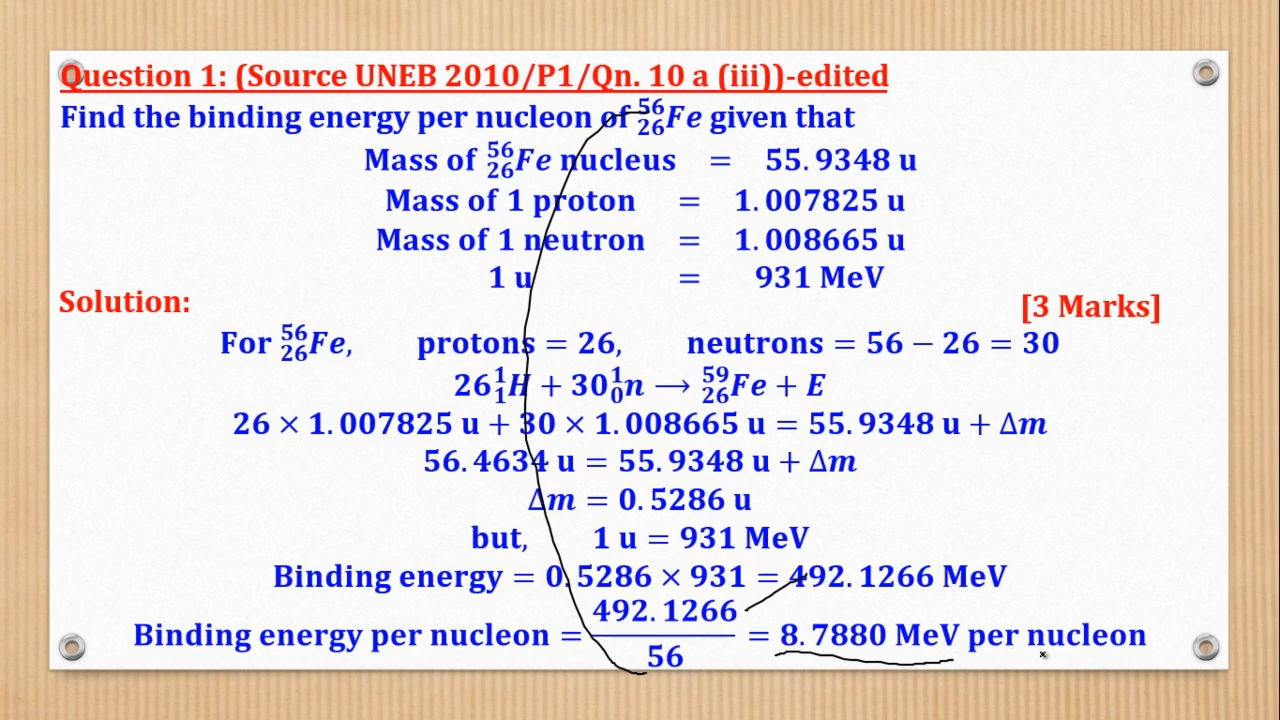 Question 1: (Source UNEB 2010/P1/Qn. 10 a (iii))-edited
Find the binding energy per nucleon of ⁵⁶₂₆Fe given that
Mass of ⁵⁶₂₆Fe nucleus = 55.9348 u
Mass of 1 proton = 1.007825 u
Mass of 1 neutron = 1.008665 u
1 u = 931 MeV
Solution: [3 Marks]
For ⁵⁶₂₆Fe, protons = 26, neutrons = 56 − 26 = 30
26¹₁H + 30¹₀n ⟶ ⁵⁹₂₆Fe + E
26 × 1.007825 u + 30 × 1.008665 u = 55.9348 u + Δm
56.4634 u = 55.9348 u + Δm
Δm = 0.5286 u
but, 1 u = 931 MeV
Binding energy = 0.5286 × 931 = 492.1266 MeV
Binding energy per nucleon = 492.1266/56 = 8.7880 MeV per nucleon